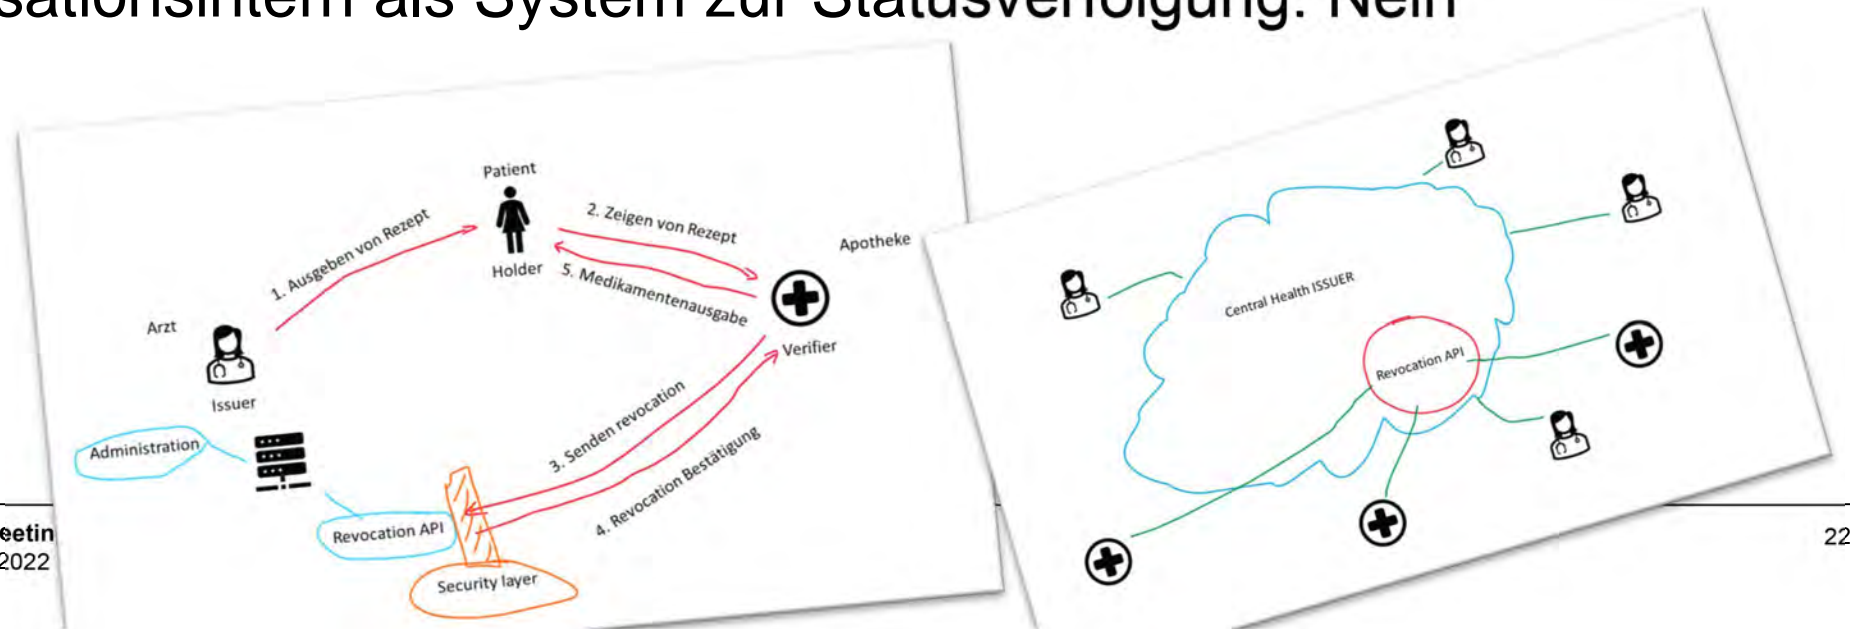 als System zur Statusverfolgung: Nein
Patient
1. Ausgeben von Rezept
2. Zeigen von Rezept
Holder
5. Medikamentenausgabe
Apotheke
Arzt
Verifier
Issuer
Administration
3. Senden revocation
4. Revocation Bestätigung
Revocation API
Security layer
Central Health ISSUER
Revocation API
2022
22